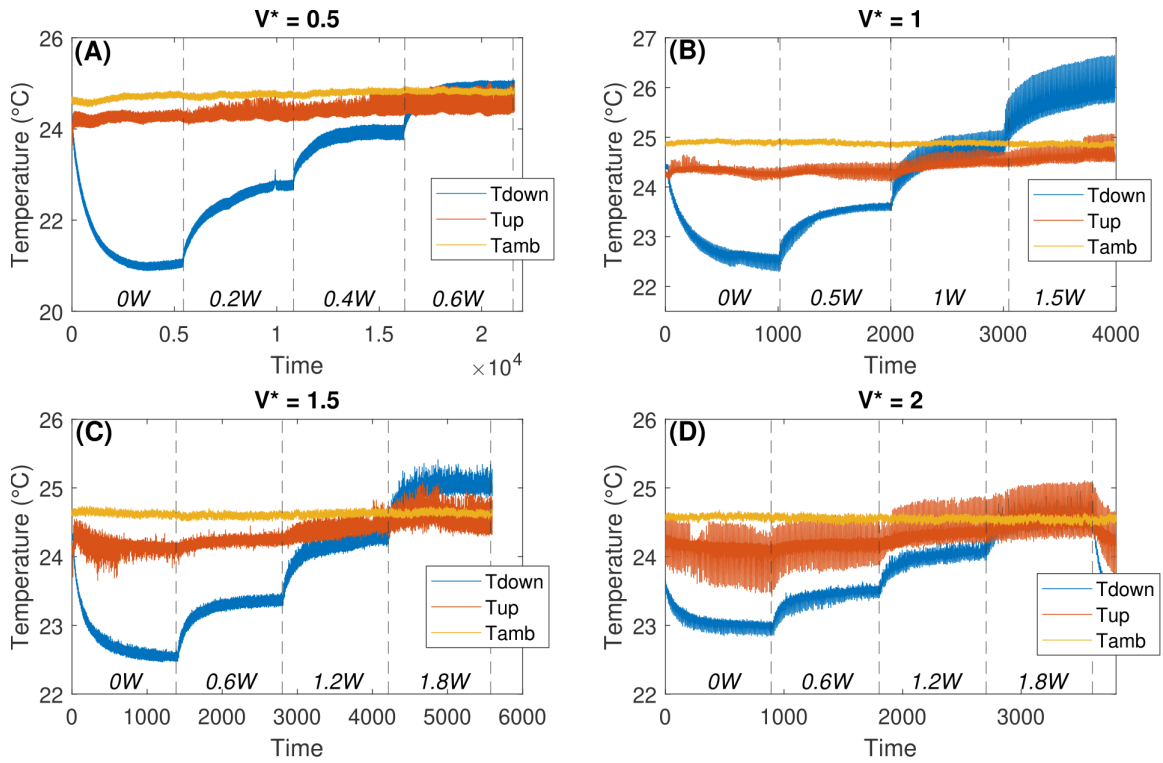 V* = 0.5
(A)
Temperature (°C)
26
24
22
20
Tdown
Tup
Tamb
0W 0.2W 0.4W 0.6W
0 0.5 1 1.5 2
×10⁴
Time
V* = 1
(B)
Temperature (°C)
27
26
25
24
23
22
Tdown
Tup
Tamb
0W 0.5W 1W 1.5W
0 1000 2000 3000 4000
Time
V* = 1.5
(C)
Temperature (°C)
26
25
24
23
22
Tdown
Tup
Tamb
0W 0.6W 1.2W 1.8W
0 1000 2000 3000 4000 5000 6000
Time
V* = 2
(D)
Temperature (°C)
26
25
24
23
22
Tdown
Tup
Tamb
0W 0.6W 1.2W 1.8W
0 1000 2000 3000
Time